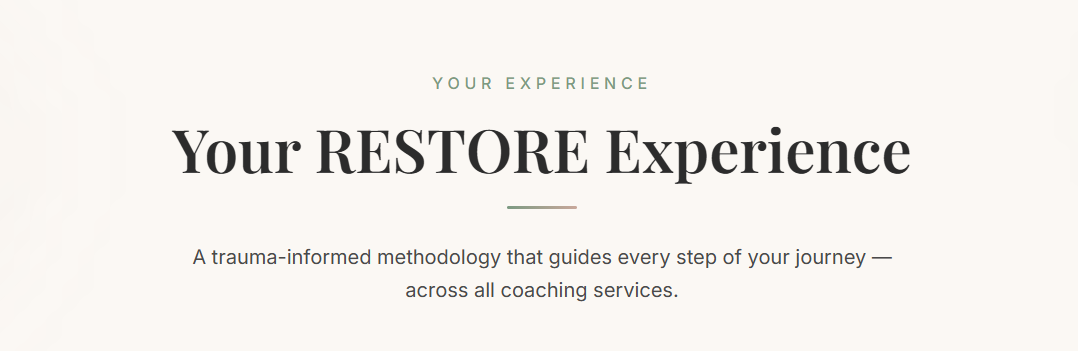 YOUR EXPERIENCE
Your RESTORE Experience
A trauma-informed methodology that guides every step of your journey —
across all coaching services.